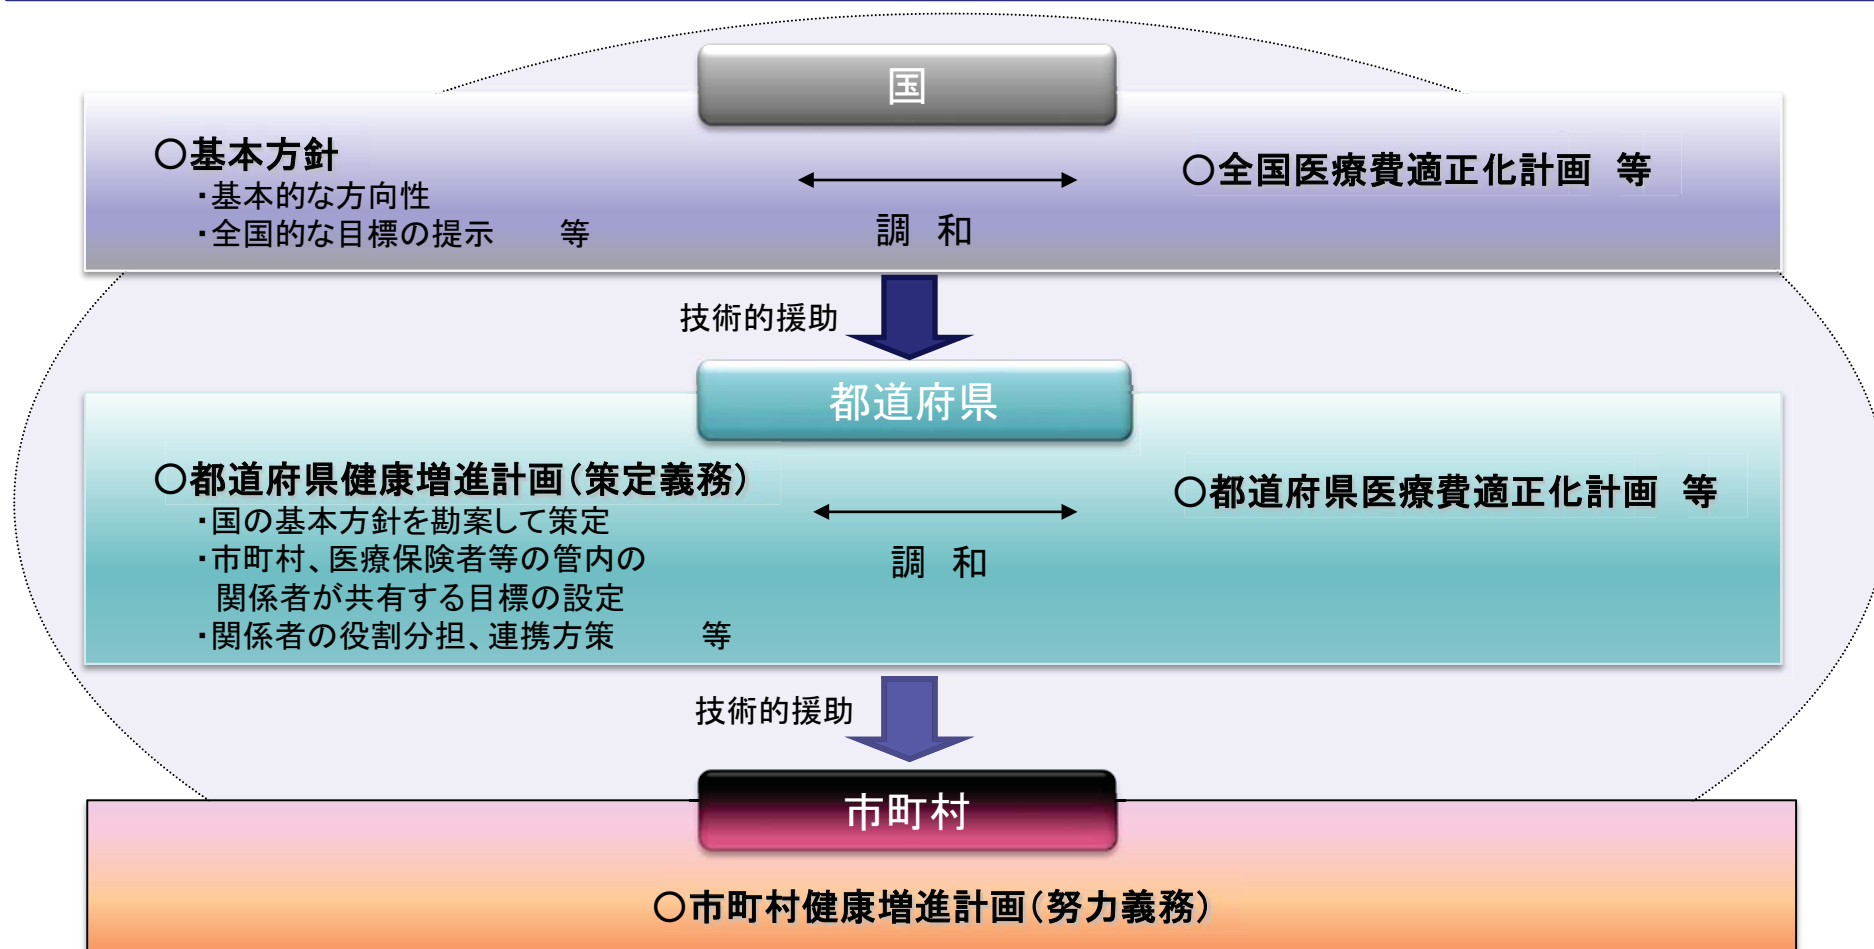 国
○基本方針
・基本的な方向性
・全国的な目標の提示　　等
○全国医療費適正化計画　等
調　和
技術的援助
都道府県
○都道府県健康増進計画（策定義務）
・国の基本方針を勘案して策定
・市町村、医療保険者等の管内の
関係者が共有する目標の設定
・関係者の役割分担、連携方策　　　等
○都道府県医療費適正化計画　等
調　和
技術的援助
市町村
○市町村健康増進計画（努力義務）